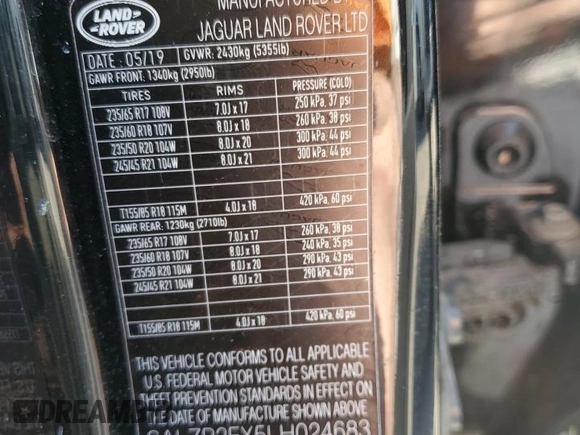 LAND ROVER
MANUFACTURED BY
JAGUAR LAND ROVER LTD
DATE : 05/19 GVWR: 2430kg (5355lb)
GAWR FRONT: 1340kg (2950lb)
TIRES RIMS PRESSURE (COLD)
235/65 R17 108V 7.0J x 17 250 kPa, 37 psi
235/60 R18 107V 8.0J x 18 260 kPa, 38 psi
235/50 R20 104W 8.0J x 20 300 kPa, 44 psi
245/45 R21 104W 8.0J x 21 300 kPa, 44 psi
T155/85 R18 115M 4.0J x 18 420 kPa, 60 psi
GAWR REAR: 1230kg (2710lb)
235/65 R17 108V 7.0J x 17 260 kPa, 38 psi
235/60 R18 107V 8.0J x 18 240 kPa, 35 psi
235/50 R20 104W 8.0J x 20 290 kPa, 43 psi
245/45 R21 104W 8.0J x 21 290 kPa, 43 psi
T155/85 R18 115M 4.0J x 18 420 kPa, 60 psi
THIS VEHICLE CONFORMS TO ALL APPLICABLE
U.S. FEDERAL MOTOR VEHICLE SAFETY AND
THEFT PREVENTION STANDARDS IN EFFECT ON